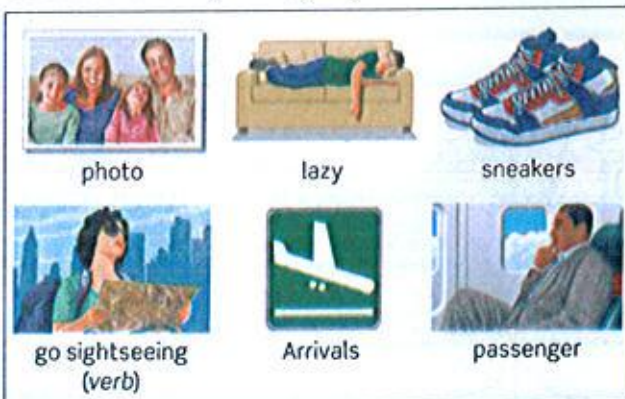 photo
lazy
sneakers
go sightseeing
(verb)
Arrivals
passenger